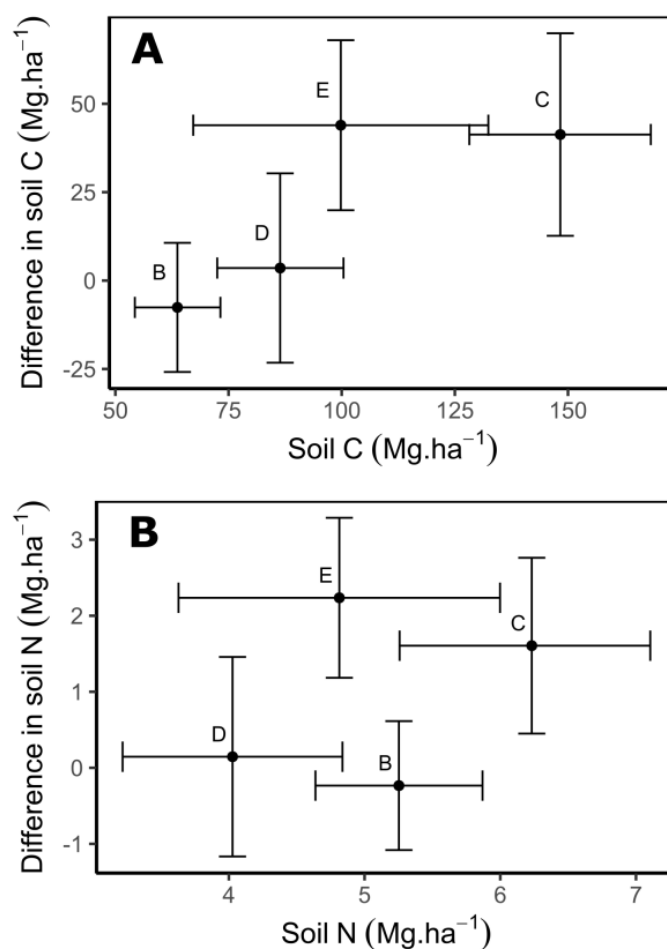 A
Difference in soil C (Mg.ha⁻¹)
50
25
0
-25
E
C
D
B
50
75
100
125
150
Soil C (Mg.ha⁻¹)
B
Difference in soil N (Mg.ha⁻¹)
3
2
1
0
-1
E
C
D
B
4
5
6
7
Soil N (Mg.ha⁻¹)